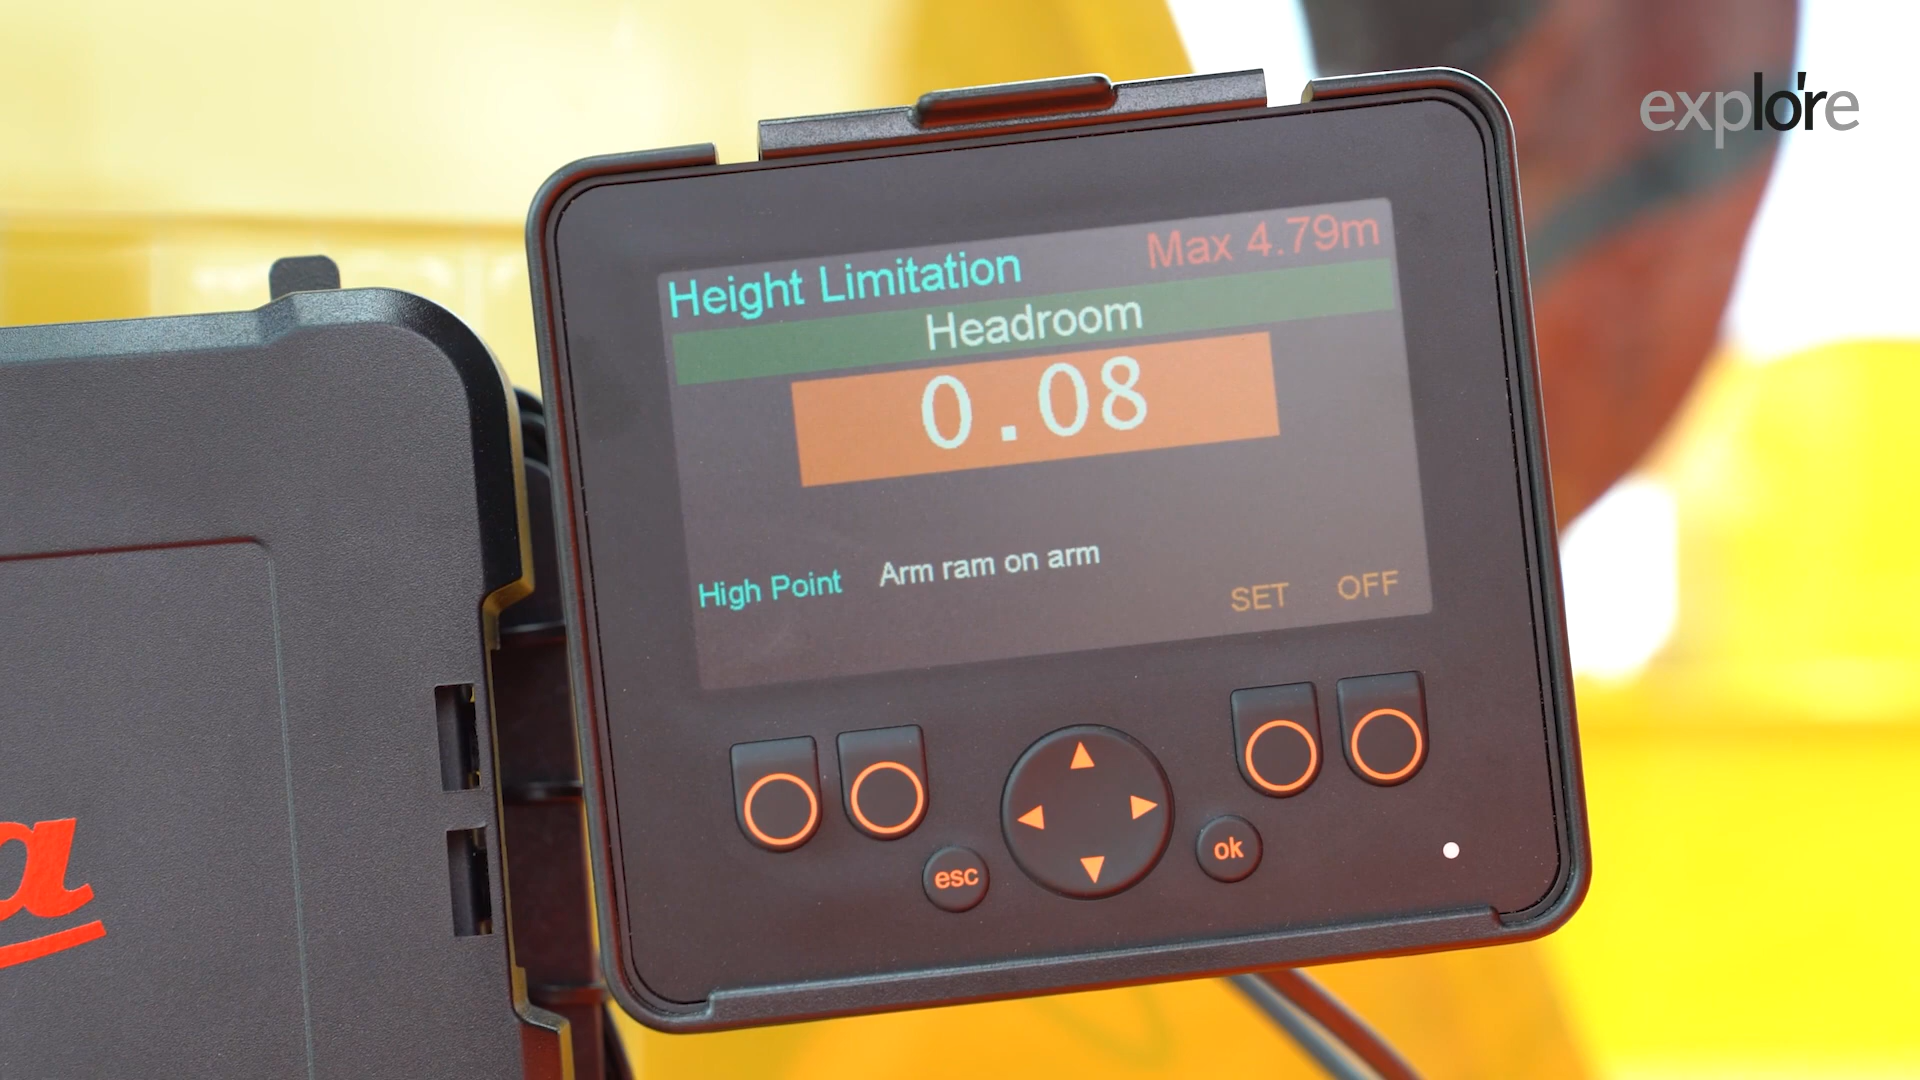 explo're
Height Limitation
Max 4.79m
Headroom
0.08
High Point
Arm ram on arm
SET
OFF
esc
ok
a